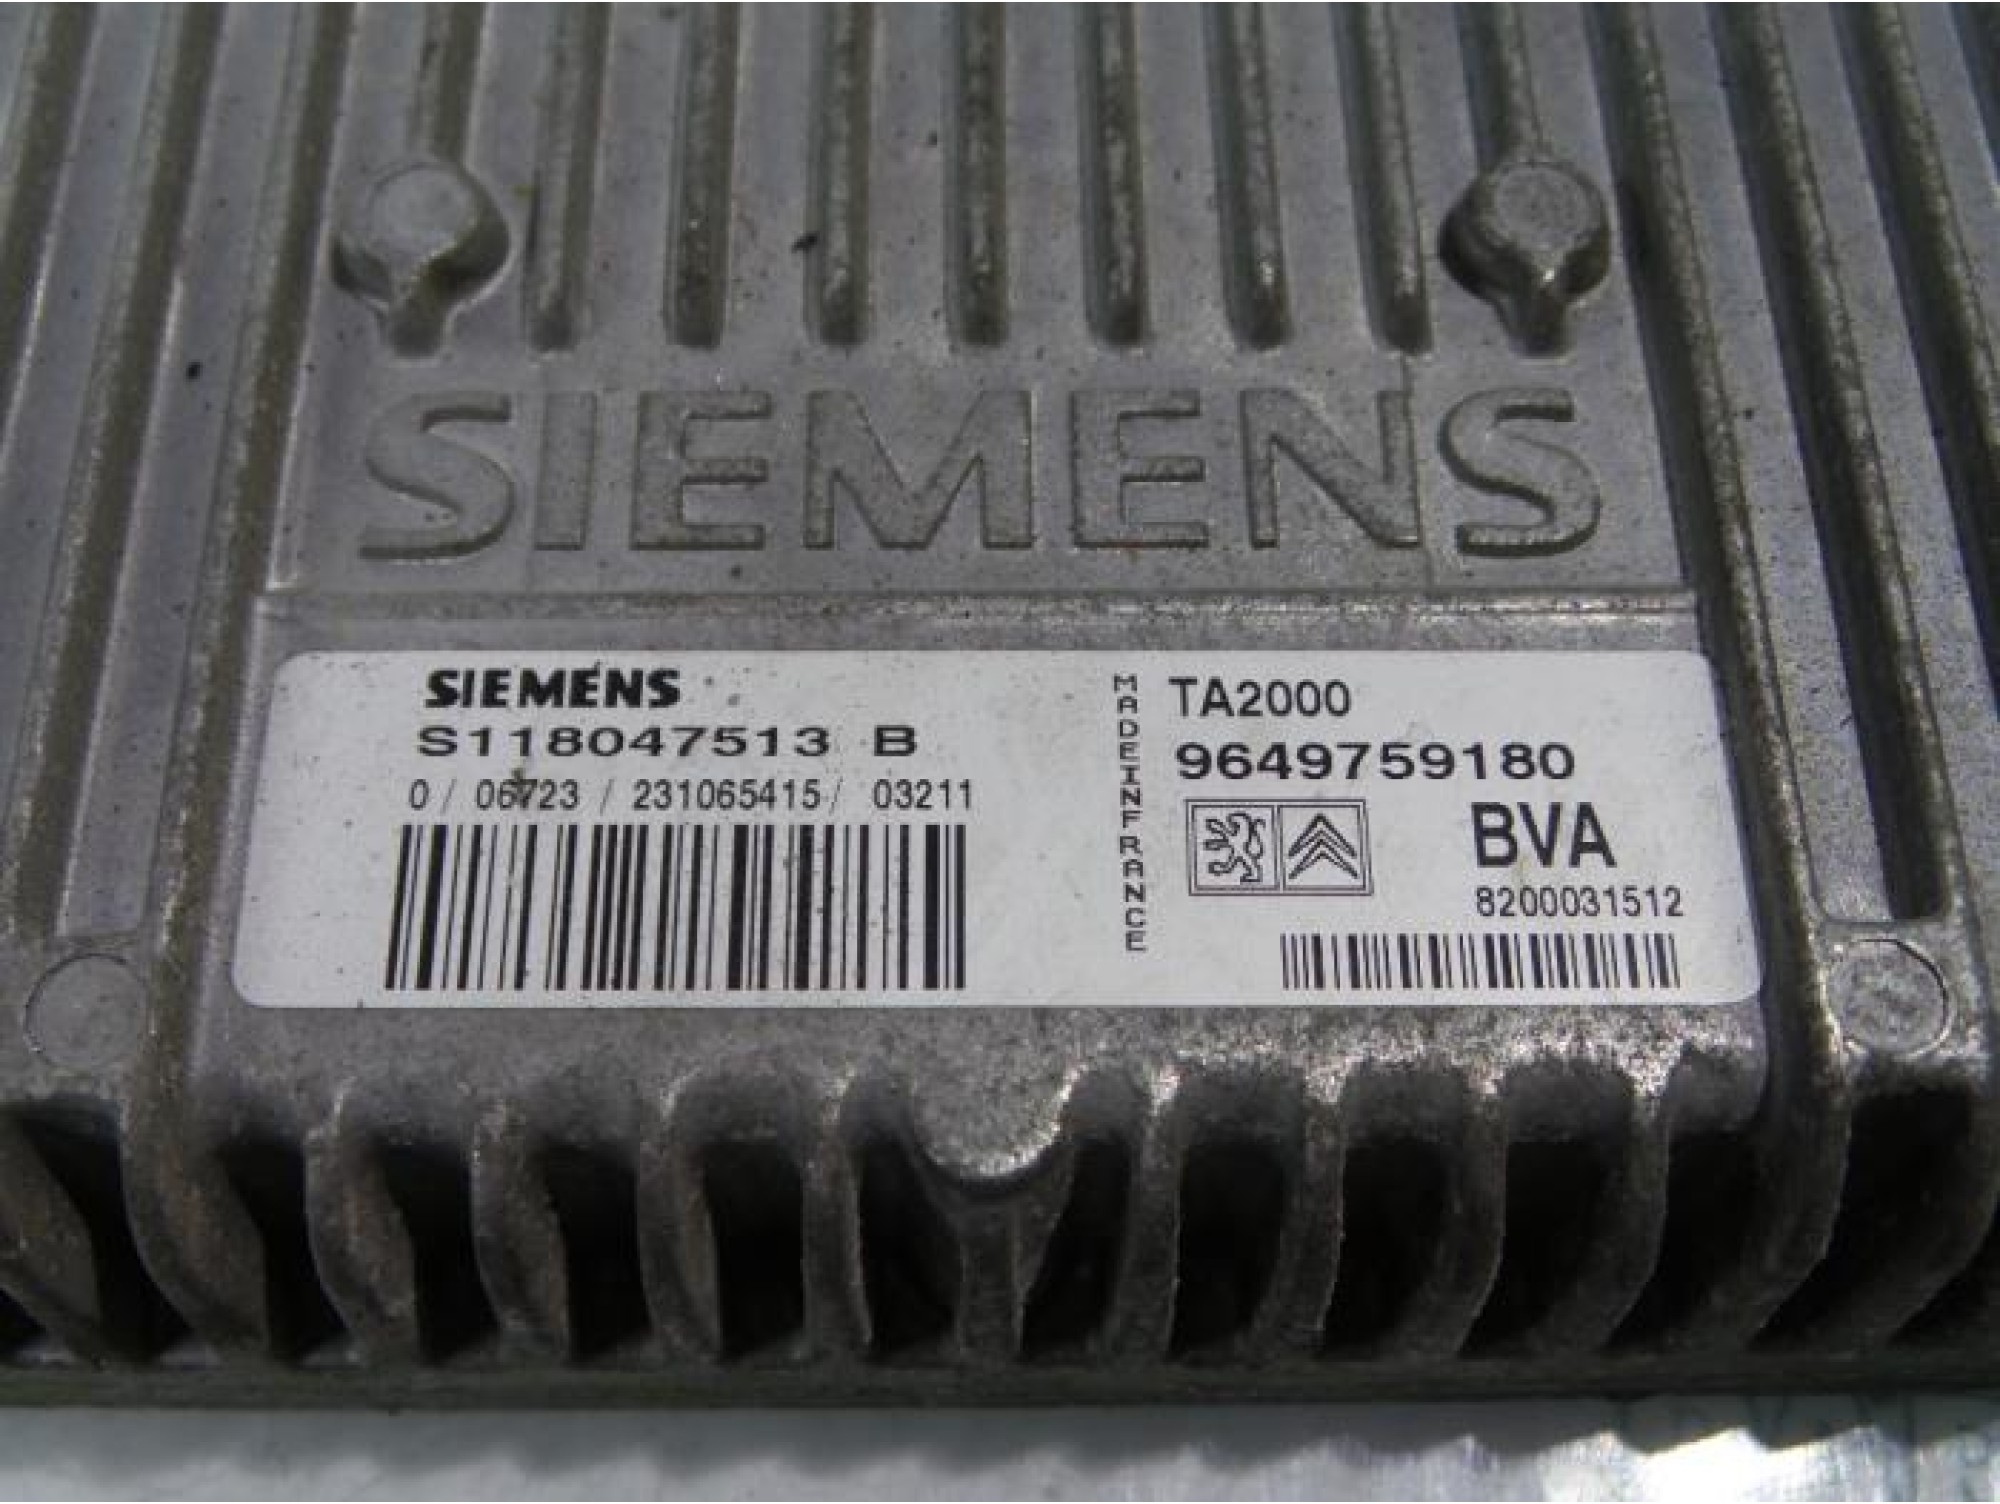 SIEMENS
SIEMENS
S118047513 B
0 / 06723 / 231065415 / 03211
MADE IN FRANCE
TA2000
9649759180
BVA
8200031512